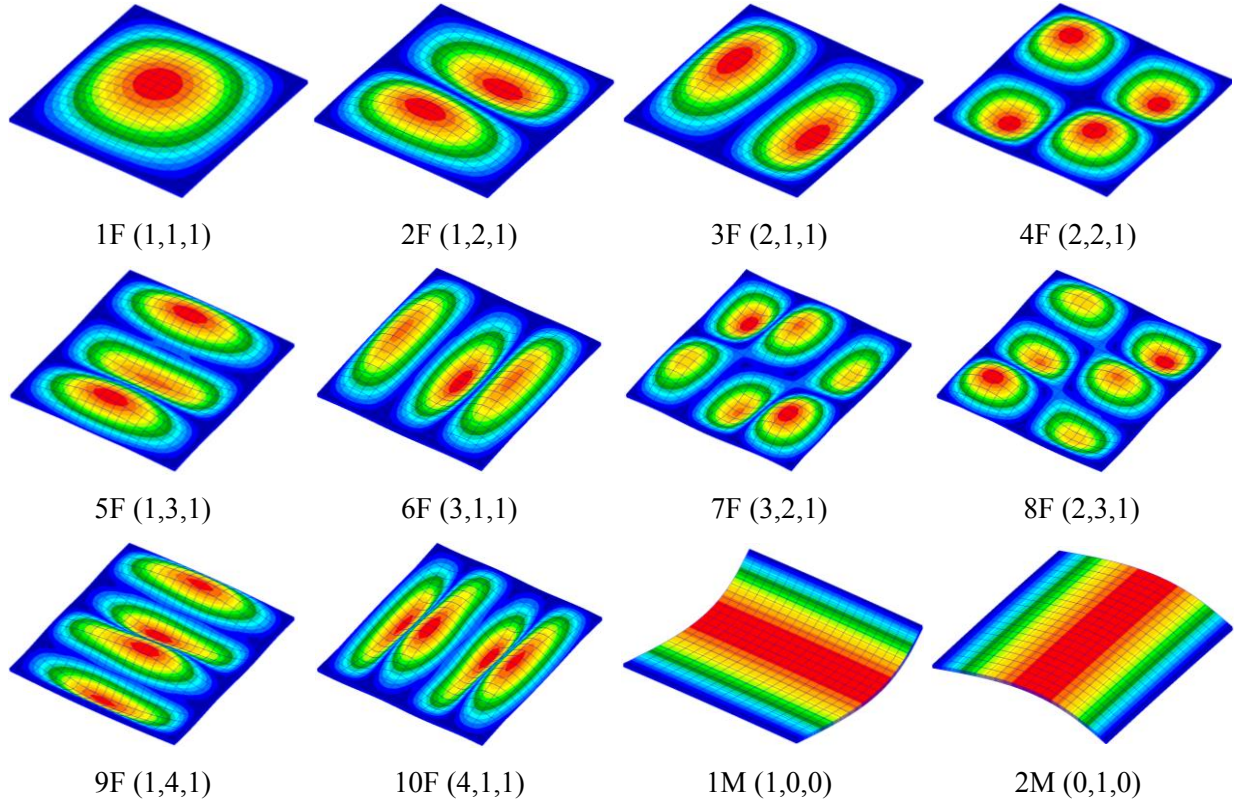 1F (1,1,1) 2F (1,2,1) 3F (2,1,1) 4F (2,2,1)
5F (1,3,1) 6F (3,1,1) 7F (3,2,1) 8F (2,3,1)
9F (1,4,1) 10F (4,1,1) 1M (1,0,0) 2M (0,1,0)